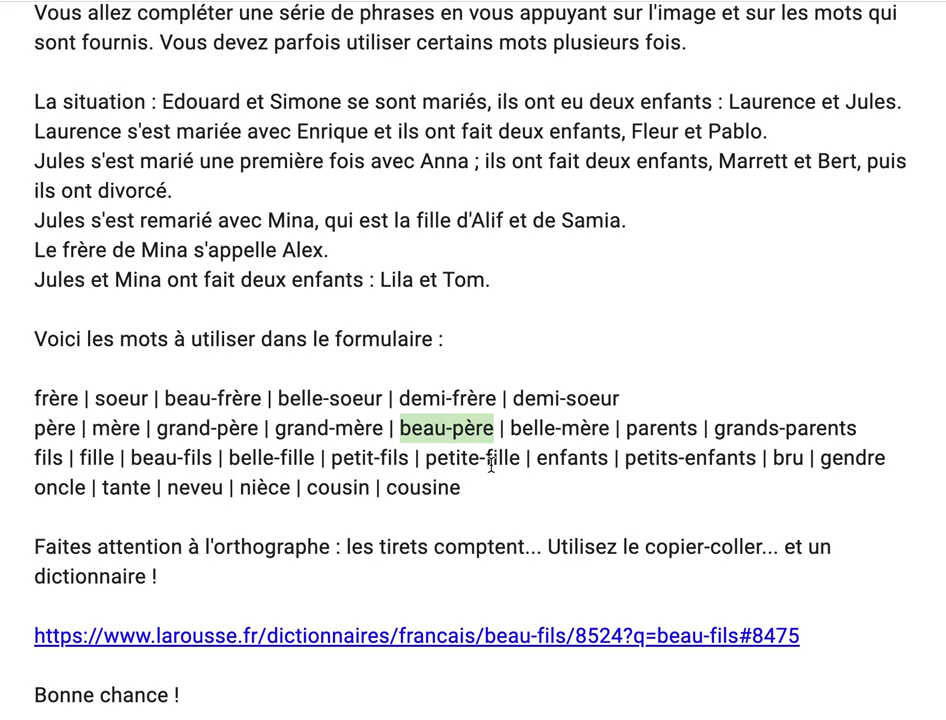 Vous allez compléter une série de phrases en vous appuyant sur l'image et sur les mots qui
sont fournis. Vous devez parfois utiliser certains mots plusieurs fois.
La situation : Edouard et Simone se sont mariés, ils ont eu deux enfants : Laurence et Jules.
Laurence s'est mariée avec Enrique et ils ont fait deux enfants, Fleur et Pablo.
Jules s'est marié une première fois avec Anna ; ils ont fait deux enfants, Marrett et Bert, puis
ils ont divorcé.
Jules s'est remarié avec Mina, qui est la fille d'Alif et de Samia.
Le frère de Mina s'appelle Alex.
Jules et Mina ont fait deux enfants : Lila et Tom.
Voici les mots à utiliser dans le formulaire :
frère | soeur | beau-frère | belle-soeur | demi-frère | demi-soeur
père | mère | grand-père | grand-mère | beau-père | belle-mère | parents | grands-parents
fils | fille | beau-fils | belle-fille | petit-fils | petite-fille | enfants | petits-enfants | bru | gendre
oncle | tante | neveu | nièce | cousin | cousine
Faites attention à l'orthographe : les tirets comptent... Utilisez le copier-coller... et un
dictionnaire !
https://www.larousse.fr/dictionnaires/francais/beau-fils/8524?q=beau-fils#8475
Bonne chance !